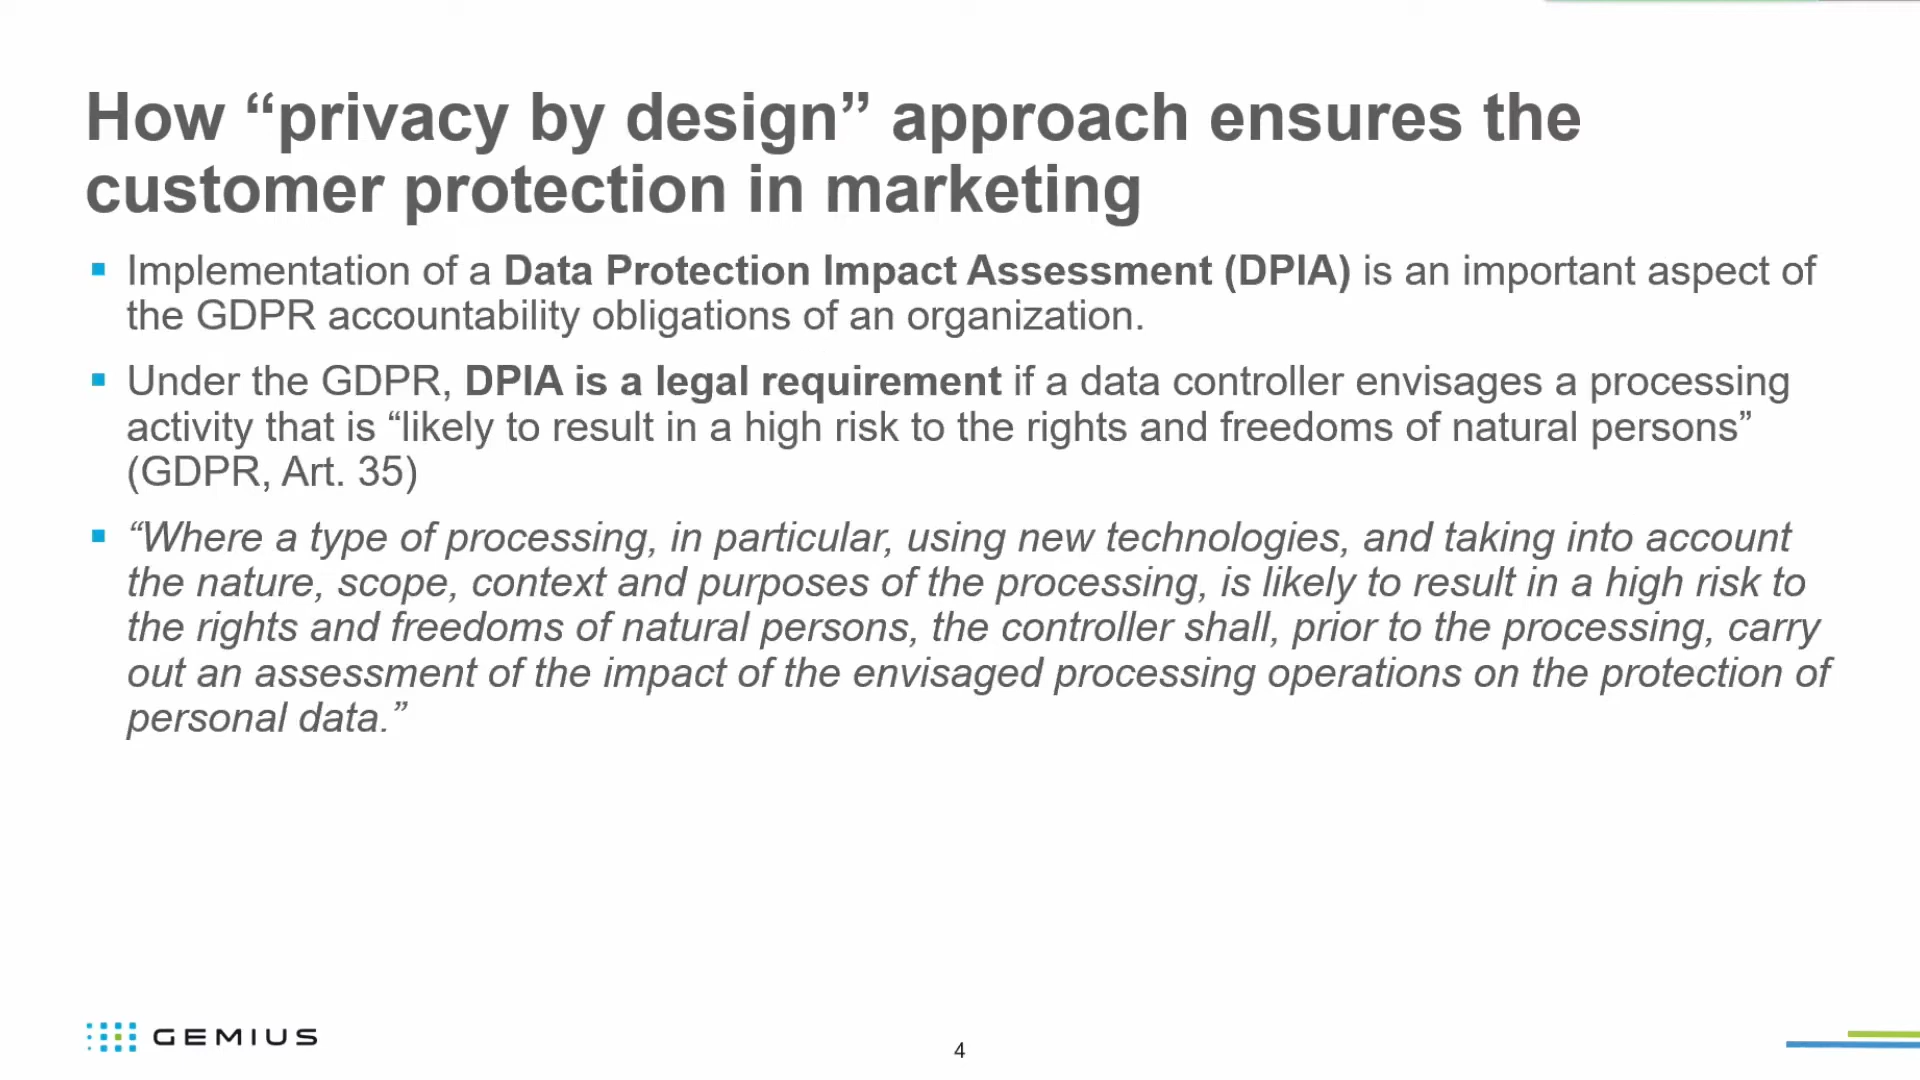 How “privacy by design” approach ensures the
customer protection in marketing
▪ Implementation of a Data Protection Impact Assessment (DPIA) is an important aspect of
the GDPR accountability obligations of an organization.
▪ Under the GDPR, DPIA is a legal requirement if a data controller envisages a processing
activity that is “likely to result in a high risk to the rights and freedoms of natural persons”
(GDPR, Art. 35)
▪ “Where a type of processing, in particular, using new technologies, and taking into account
the nature, scope, context and purposes of the processing, is likely to result in a high risk to
the rights and freedoms of natural persons, the controller shall, prior to the processing, carry
out an assessment of the impact of the envisaged processing operations on the protection of
personal data.”
GEMIUS
4